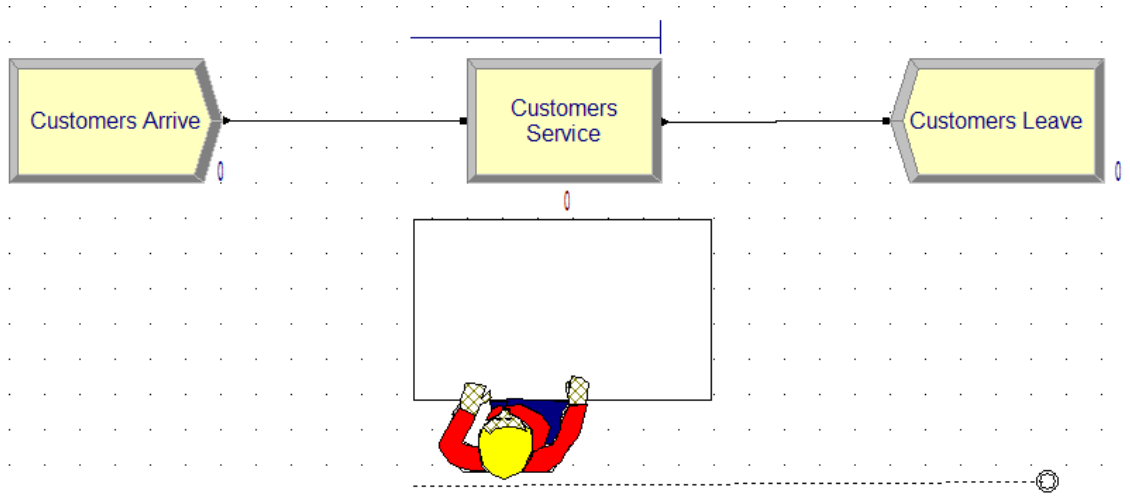 Customers Arrive
Customers
Service
Customers Leave
0
0
0